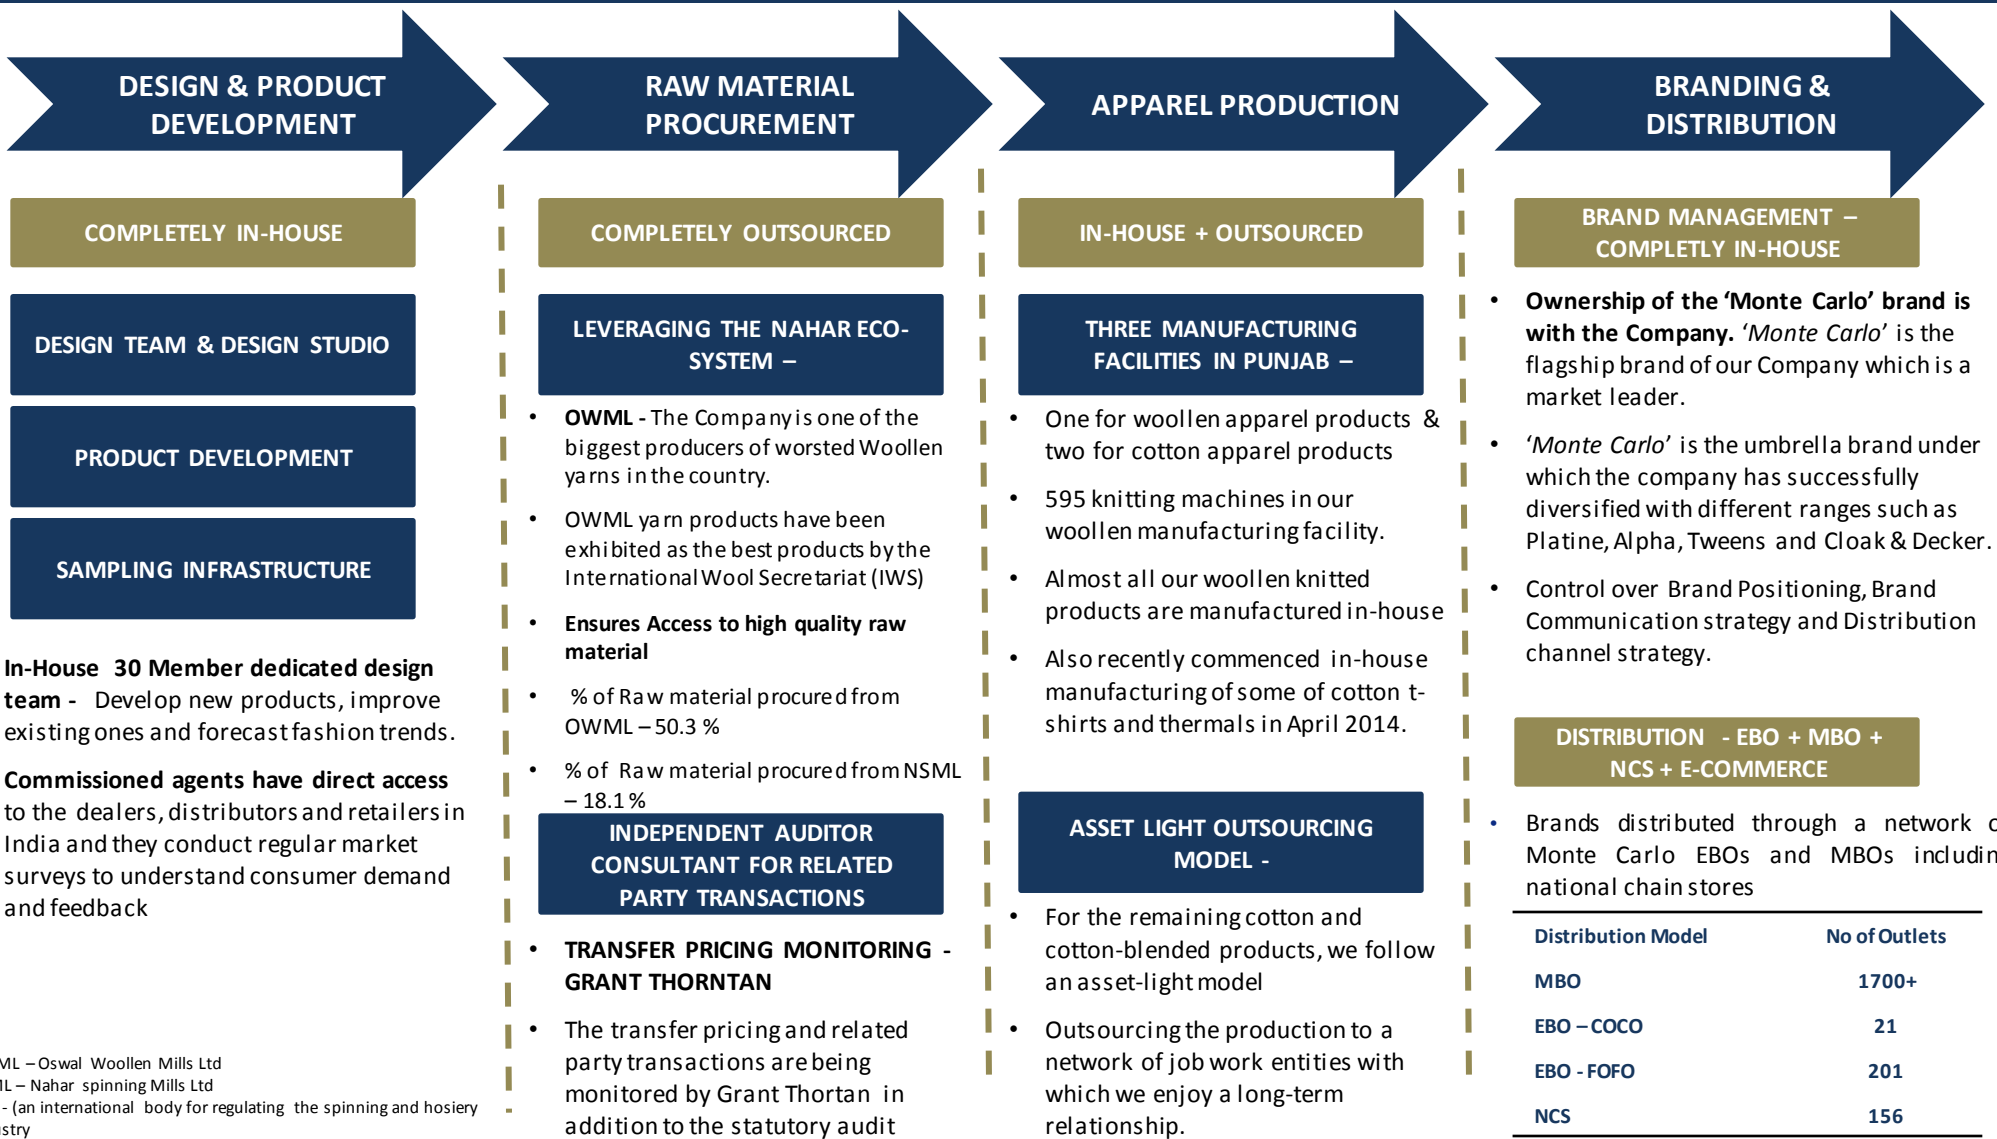 DESIGN & PRODUCT
DEVELOPMENT
COMPLETELY IN-HOUSE
DESIGN TEAM & DESIGN STUDIO
PRODUCT DEVELOPMENT
SAMPLING INFRASTRUCTURE
In-House 30 Member dedicated design
team - Develop new products, improve
existing ones and forecast fashion trends.
Commissioned agents have direct access
to the dealers, distributors and retailers in
India and they conduct regular market
surveys to understand consumer demand
and feedback
ML – Oswal Woollen Mills Ltd
IL – Nahar spinning Mills Ltd
- (an international body for regulating the spinning and hosiery
ustry
RAW MATERIAL
PROCUREMENT
COMPLETELY OUTSOURCED
LEVERAGING THE NAHAR ECO-
SYSTEM –
• OWML - The Company is one of the
biggest producers of worsted Woollen
yarns in the country.
• OWML yarn products have been
exhibited as the best products by the
International Wool Secretariat (IWS)
• Ensures Access to high quality raw
material
• % of Raw material procured from
OWML – 50.3 %
• % of Raw material procured from NSML
– 18.1 %
INDEPENDENT AUDITOR
CONSULTANT FOR RELATED
PARTY TRANSACTIONS
• TRANSFER PRICING MONITORING -
GRANT THORNTAN
• The transfer pricing and related
party transactions are being
monitored by Grant Thortan in
addition to the statutory audit
APPAREL PRODUCTION
IN-HOUSE + OUTSOURCED
THREE MANUFACTURING
FACILITIES IN PUNJAB –
• One for woollen apparel products &
two for cotton apparel products
• 595 knitting machines in our
woollen manufacturing facility.
• Almost all our woollen knitted
products are manufactured in-house
• Also recently commenced in-house
manufacturing of some of cotton t-
shirts and thermals in April 2014.
ASSET LIGHT OUTSOURCING
MODEL -
• For the remaining cotton and
cotton-blended products, we follow
an asset-light model
• Outsourcing the production to a
network of job work entities with
which we enjoy a long-term
relationship.
BRANDING &
DISTRIBUTION
BRAND MANAGEMENT –
COMPLETLY IN-HOUSE
• Ownership of the ‘Monte Carlo’ brand is
with the Company. ‘Monte Carlo’ is the
flagship brand of our Company which is a
market leader.
• ‘Monte Carlo’ is the umbrella brand under
which the company has successfully
diversified with different ranges such as
Platine, Alpha, Tweens and Cloak & Decker.
• Control over Brand Positioning, Brand
Communication strategy and Distribution
channel strategy.
DISTRIBUTION - EBO + MBO +
NCS + E-COMMERCE
• Brands distributed through a network o
Monte Carlo EBOs and MBOs includin
national chain stores
Distribution Model No of Outlets
MBO 1700+
EBO – COCO 21
EBO - FOFO 201
NCS 156